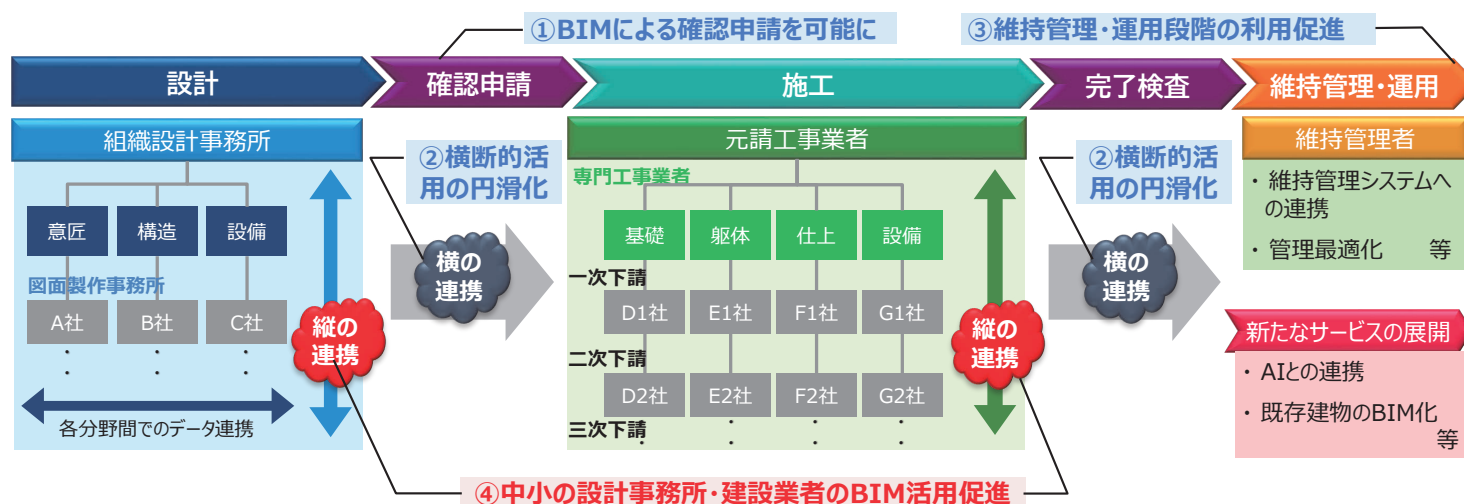 ①BIMによる確認申請を可能に
③維持管理・運用段階の利用促進
設計
確認申請
施工
完了検査
維持管理・運用
組織設計事務所
意匠
構造
設備
図面製作事務所
A社
B社
C社
・
・
・
・
・
・
各分野間でのデータ連携
縦の
連携
②横断的活
用の円滑化
横の
連携
元請工事業者
専門工事業者
基礎
躯体
仕上
設備
一次下請
D1社
E1社
F1社
G1社
二次下請
D2社
E2社
F2社
G2社
三次下請
・
・
・
・
・
・
・
・
縦の
連携
②横断的活
用の円滑化
横の
連携
維持管理者
・ 維持管理システムへ
の連携
・ 管理最適化 等
新たなサービスの展開
・ AIとの連携
・ 既存建物のBIM化
等
④中小の設計事務所・建設業者のBIM活用促進